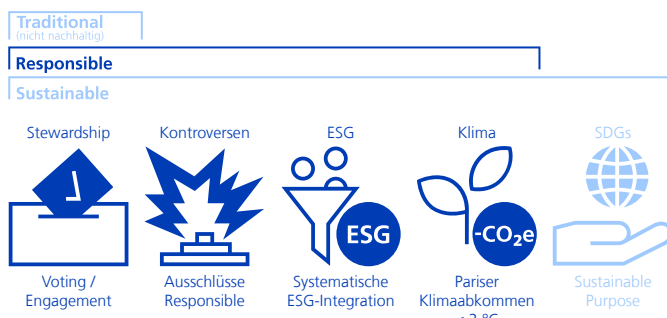 Traditional
(nicht nachhaltig)
Responsible
Sustainable
Stewardship
Kontroversen
ESG
Klima
SDGs
ESG
-CO₂e
Voting /
Engagement
Ausschlüsse
Responsible
Systematische
ESG-Integration
Pariser
Klimaabkommen
Sustainable
Purpose